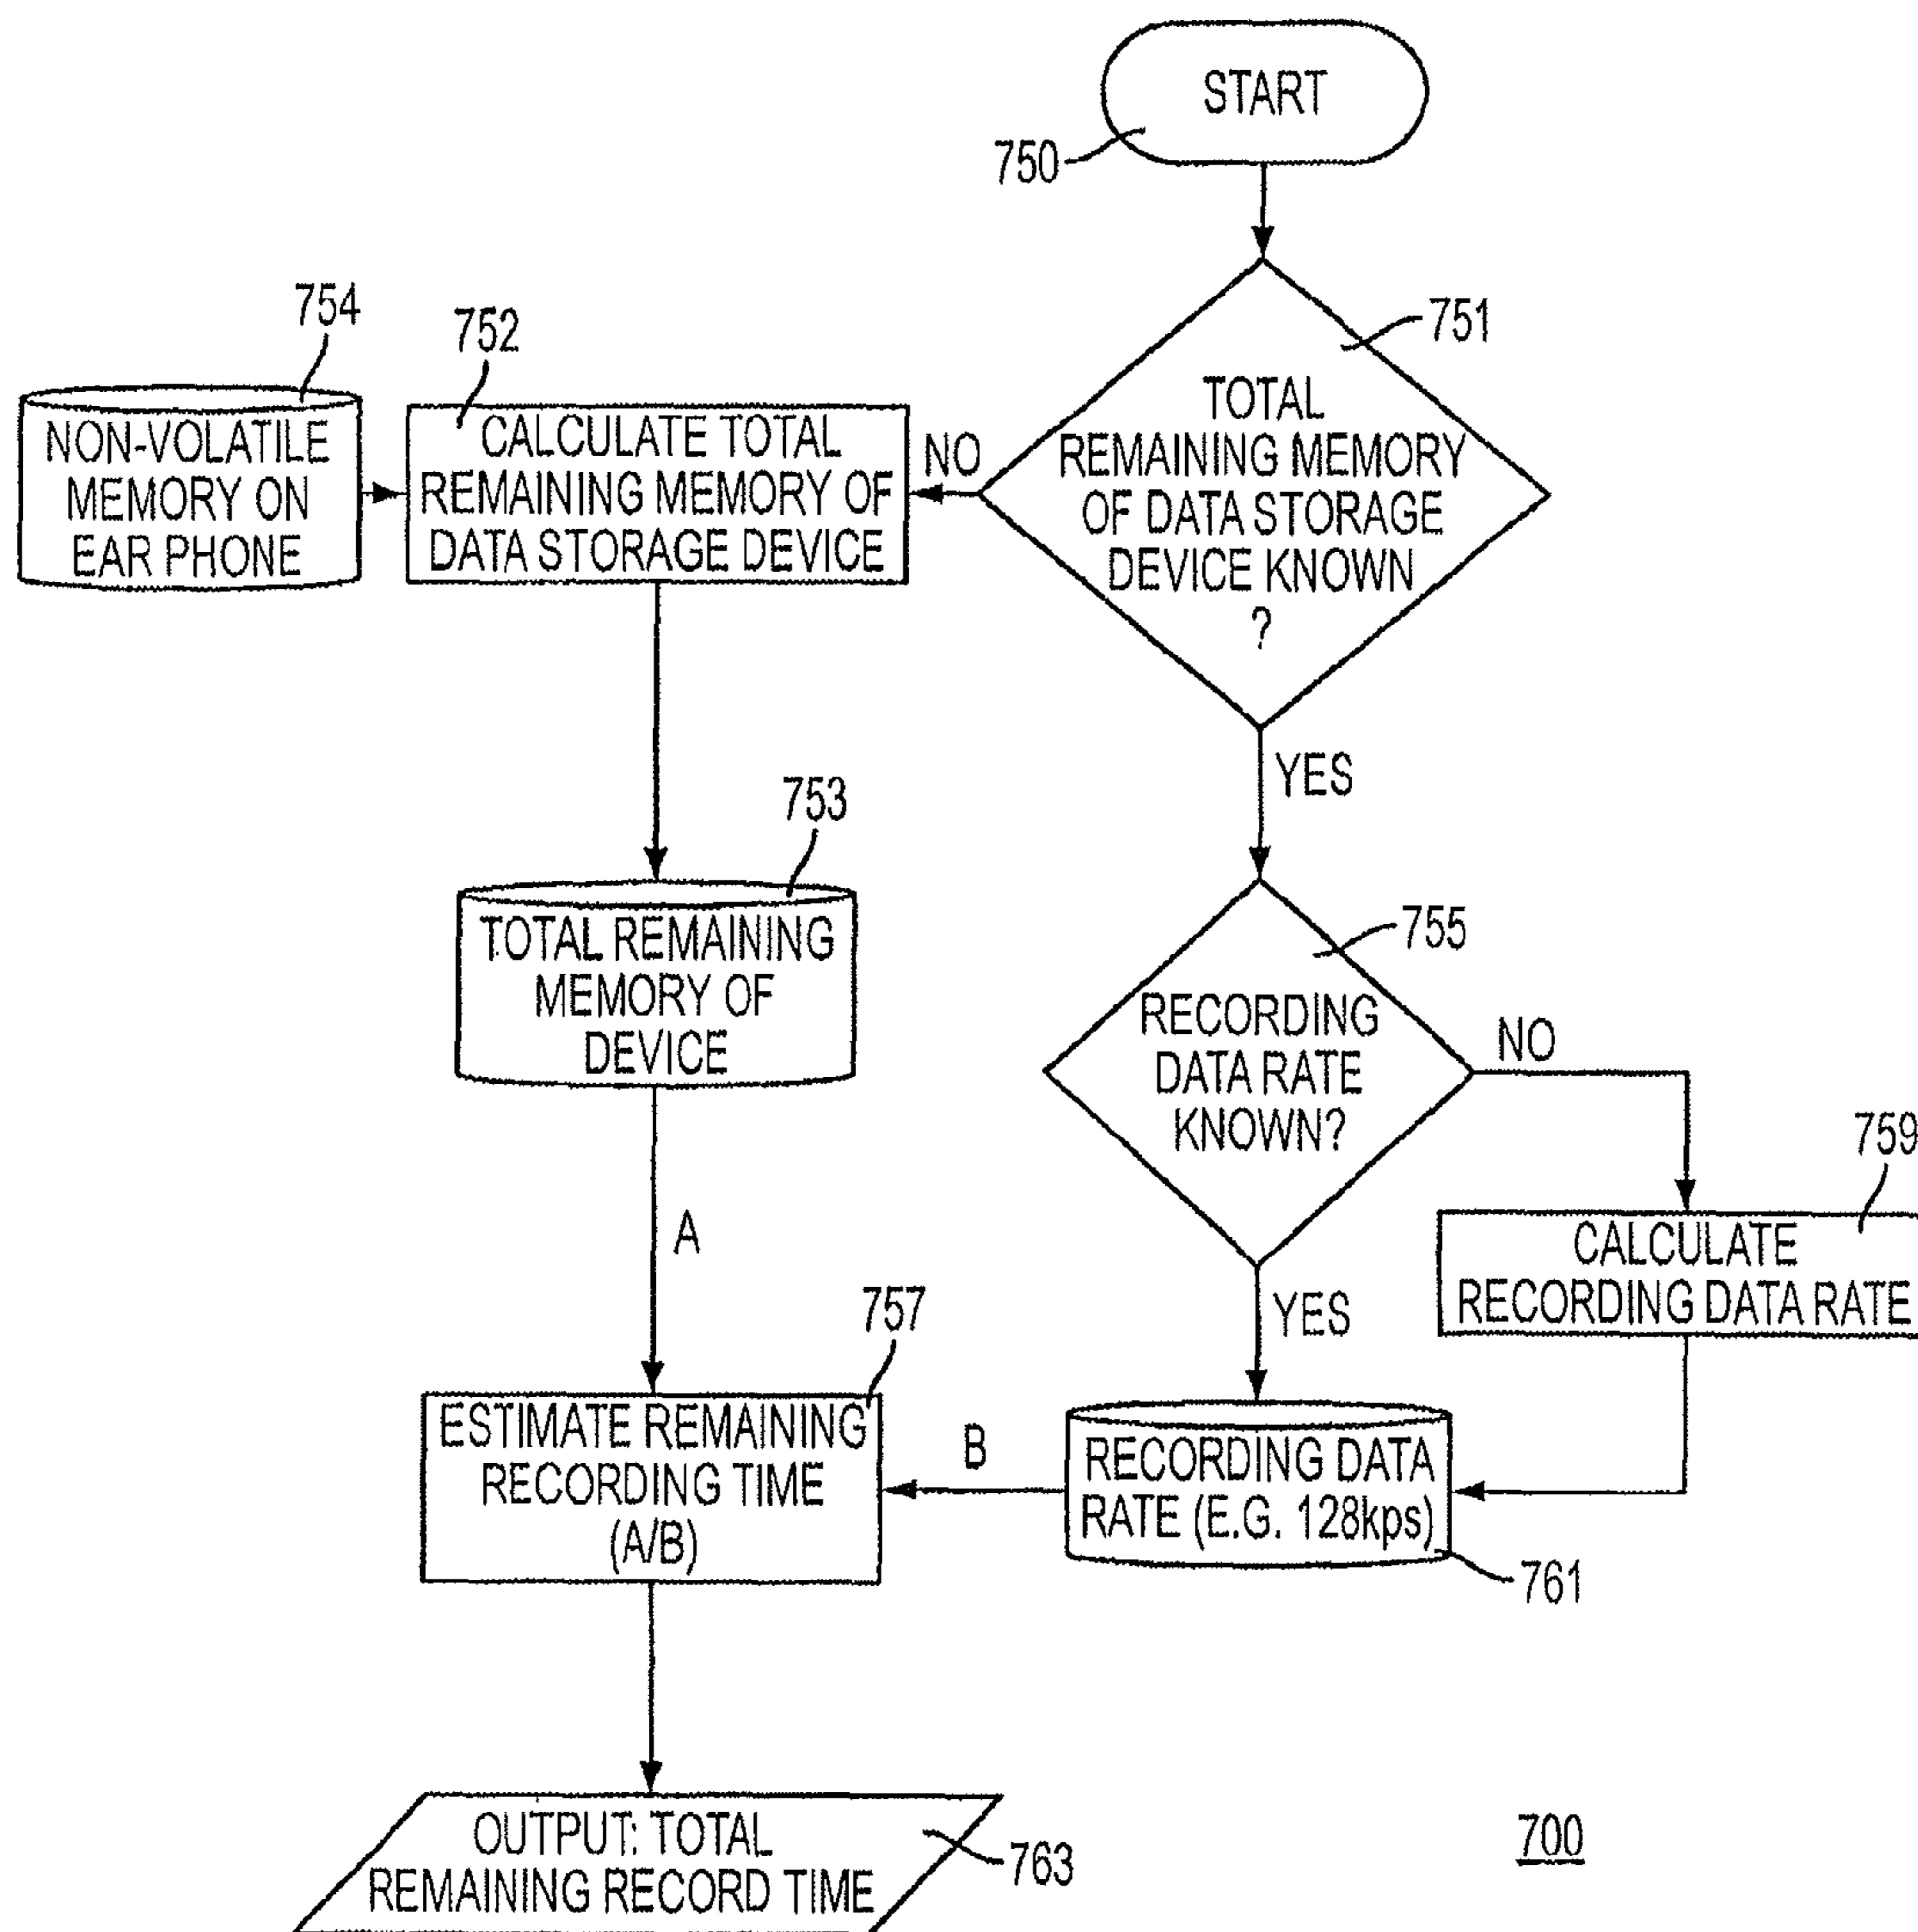 START
750
751
TOTAL
REMAINING MEMORY
OF DATA STORAGE
DEVICE KNOWN
?
754
752
NON-VOLATILE
MEMORY ON
EAR PHONE
CALCULATE TOTAL
REMAINING MEMORY OF
DATA STORAGE DEVICE
NO
YES
753
TOTAL REMAINING
MEMORY OF
DEVICE
755
RECORDING
DATA RATE
KNOWN?
NO
759
CALCULATE
RECORDING DATA RATE
A
YES
757
ESTIMATE REMAINING
RECORDING TIME
(A/B)
B
RECORDING DATA
RATE (E.G. 128kps)
761
OUTPUT: TOTAL
REMAINING RECORD TIME
763
700